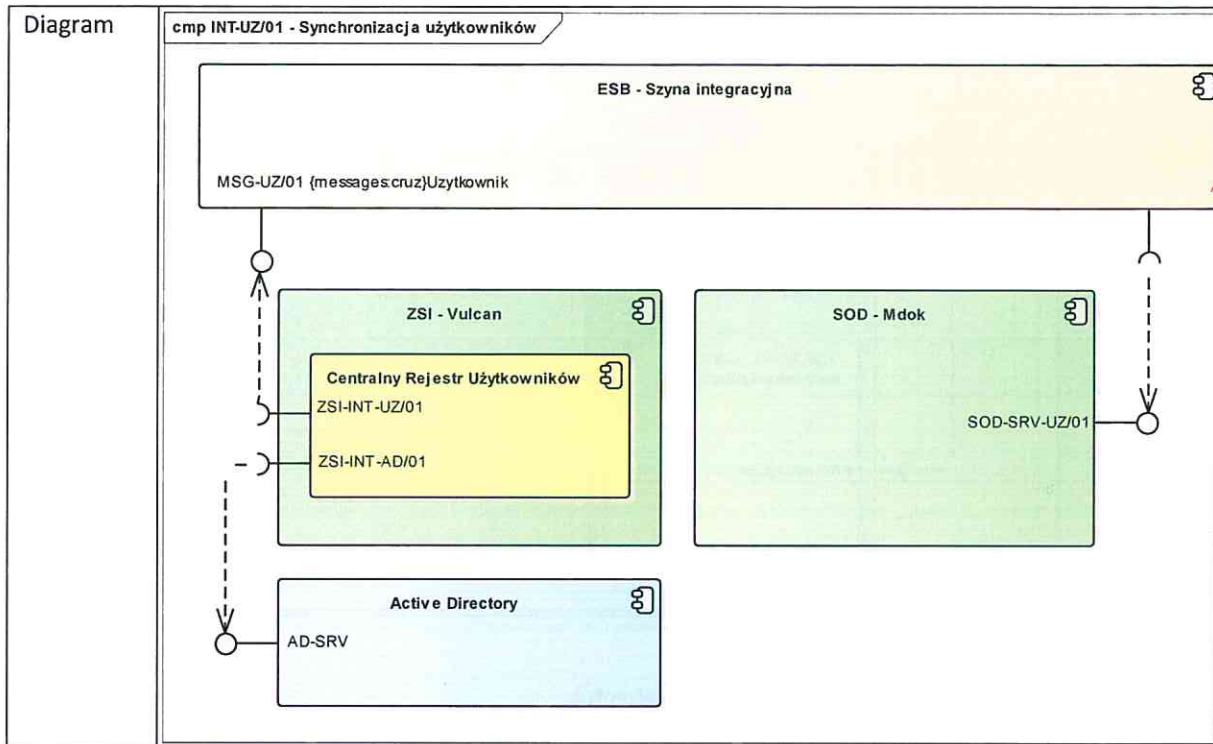 Diagram
cmp INT-UZ/01 - Synchronizacja użytkowników
ESB - Szyna integracyjna
MSG-UZ/01 {messages:cruz}Uzytkownik
ZSI - Vulcan
SOD - Mdok
Centralny Rejestr Użytkowników
ZSI-INT-UZ/01
SOD-SRV-UZ/01
ZSI-INT-AD/01
Active Directory
AD-SRV